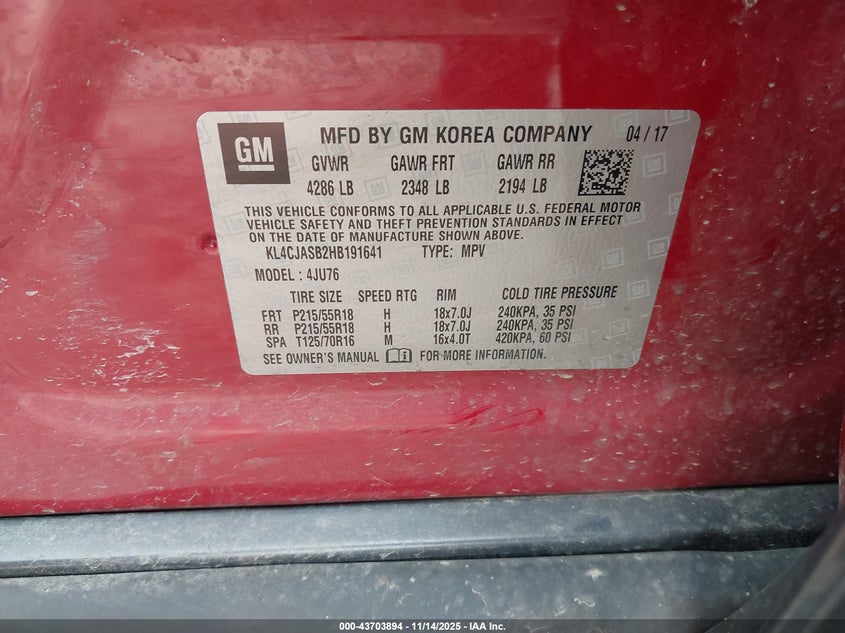 GM MFD BY GM KOREA COMPANY 04 / 17
GVWR GAWR FRT GAWR RR
4286 LB 2348 LB 2194 LB
THIS VEHICLE CONFORMS TO ALL APPLICABLE U.S. FEDERAL MOTOR
VEHICLE SAFETY AND THEFT PREVENTION STANDARDS IN EFFECT
ON THE DATE OF MANUFACTURE SHOWN ABOVE.
KL4CJASB2HB191641 TYPE: MPV
MODEL: 4JU76
TIRE SIZE SPEED RTG RIM COLD TIRE PRESSURE
FRT P215/55R18 H 18x7.0J 240KPA, 35 PSI
RR P215/55R18 H 18x7.0J 240KPA, 35 PSI
SPA T125/70R16 M 16x4.0T 420KPA, 60 PSI
SEE OWNER'S MANUAL FOR MORE INFORMATION.
000-43703894 - 11/14/2025 - IAA Inc.